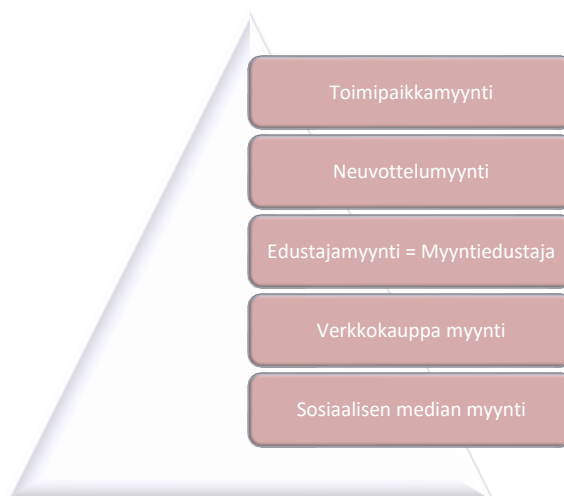 Toimipaikkamyynti
Neuvottelumyynti
Edustajamyynti = Myyntiedustaja
Verkkokauppa myynti
Sosiaalisen median myynti